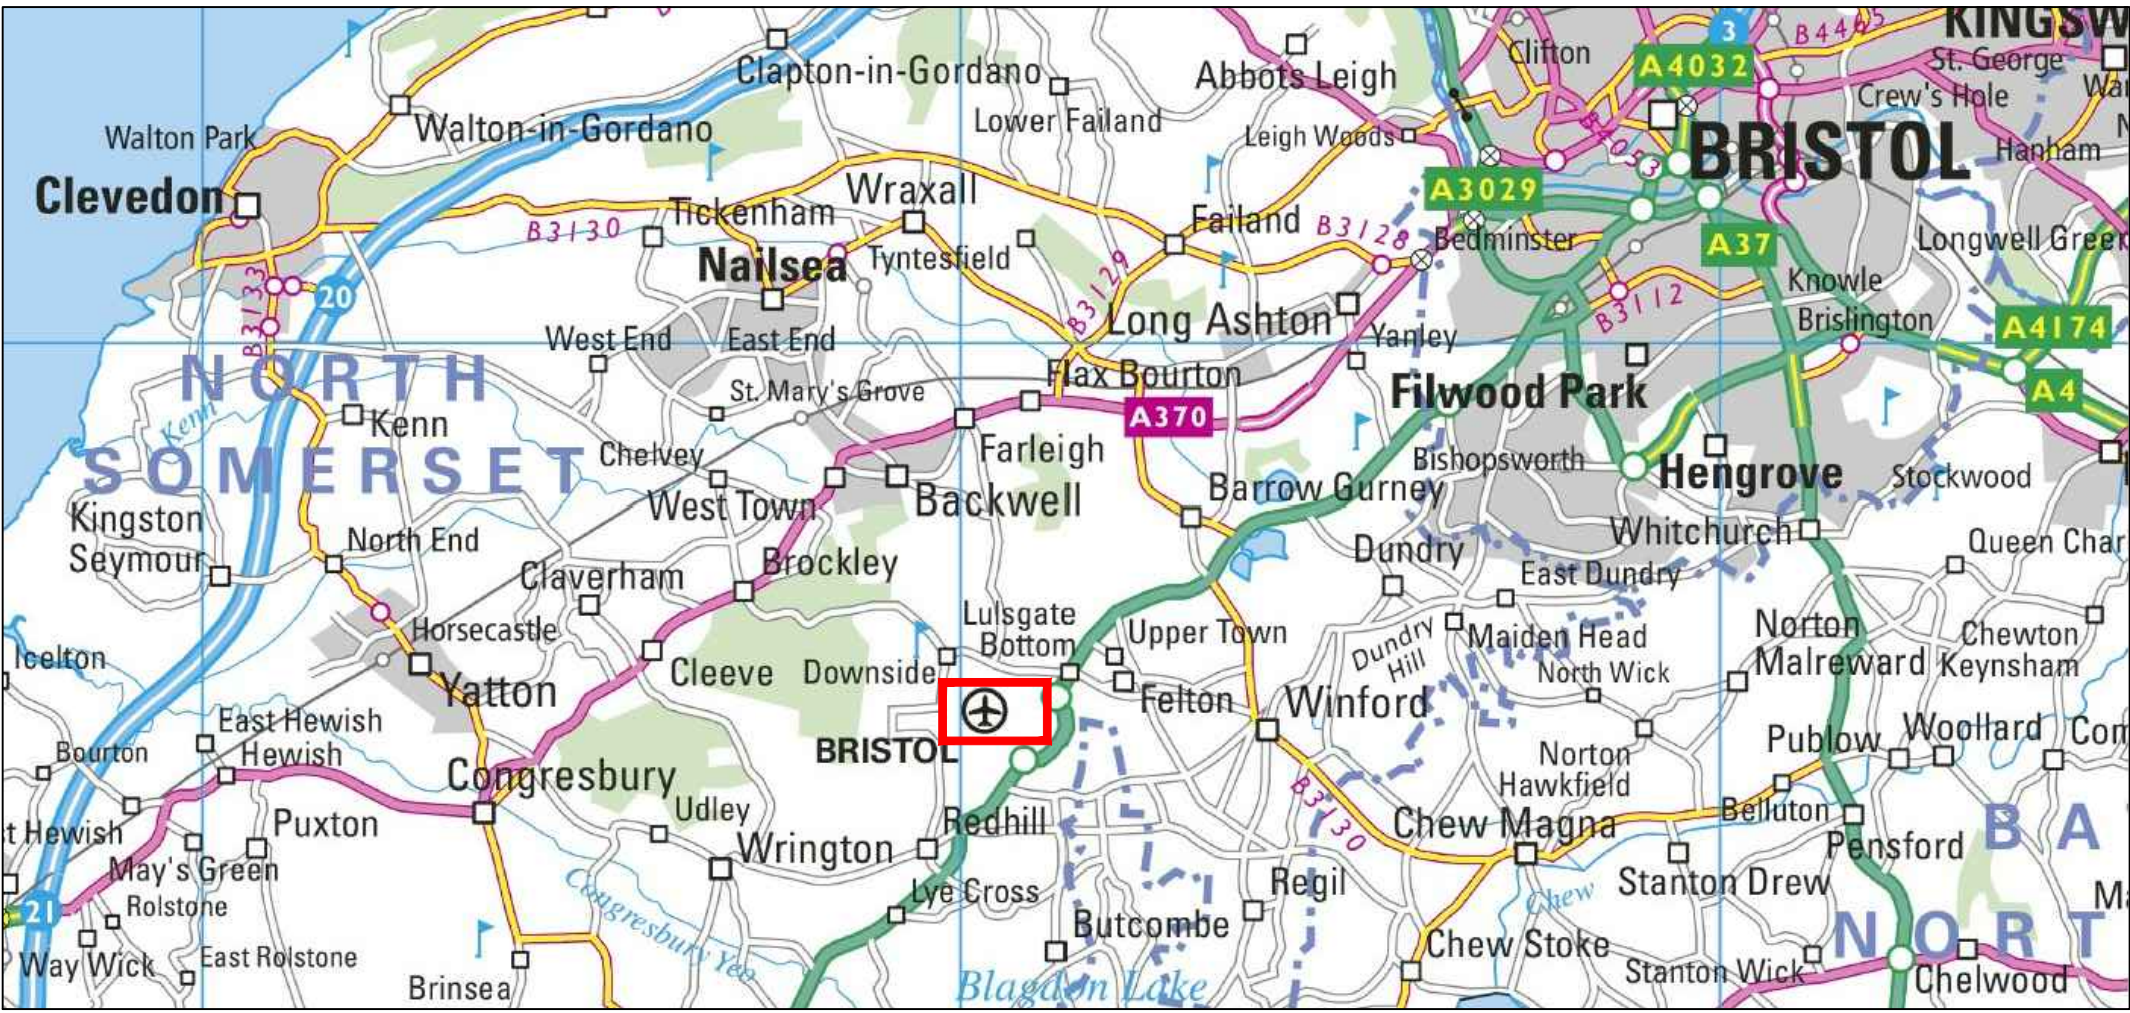 KINGSW
B4465
3
St. George
Clifton
A4032
Clapton-in-Gordano
Abbots Leigh
Crew's Hole
Lower Failand
Walton-in-Gordano
Walton Park
Leigh Woods
B4053
BRISTOL
Hanham
A3029
Wraxall
Clevedon
Tickenham
Failand
B3130
B3128
Bedminster
A37
Longwell Green
Nailsea
Tyntesfield
B3129
Knowle
20
B3133
B3112
Long Ashton
Brislington
A4174
West End
East End
Yanley
NORTH
Flax Bourton
St. Mary's Grove
Filwood Park
A4
A370
Kenn
Kenn
Farleigh
SOMERSET
Chelvey
Bishopsworth
Hengrove
Stockwood
Barrow Gurney
West Town
Backwell
Kingston
Seymour
North End
Whitchurch
Queen Char
Dundry
Brockley
Claverham
East Dundry
Lulsgate
Bottom
Horsecastle
Upper Town
Dundry
Hill
Maiden Head
Norton
Malreward
Chewton
Keynsham
Icelton
Cleeve
Downside
North Wick
Yatton
Felton
Winford
East Hewish
Hewish
Woollard
Com
Publow
Bourton
BRISTOL
Norton
Hawkfield
Congresbury
Udley
B3130
Belluton
Redhill
Puxton
Chew Magna
BA
st Hewish
Wrington
Pensford
May's Green
Regil
Stanton Drew
Lye Cross
Rolstone
Chew
21
Congresbury Yeo
Butcombe
NORT
Chew Stoke
Way Wick
East Rolstone
Stanton Wick
Chelwood
Brinsea
Blagdon Lake